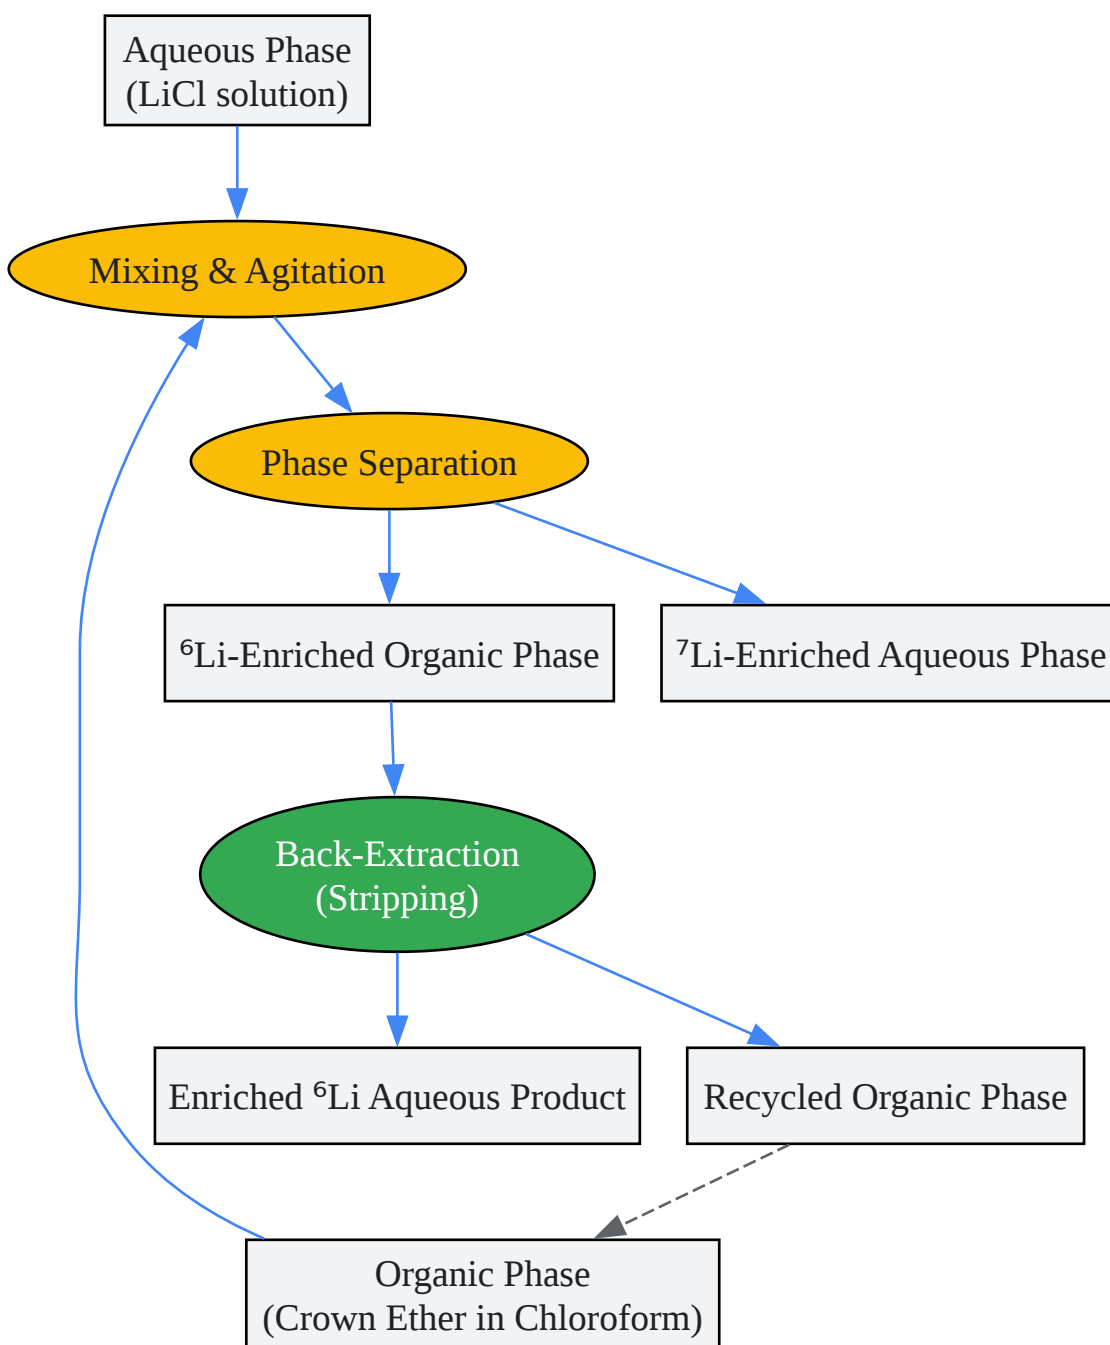 Aqueous Phase
(LiCl solution)
Mixing & Agitation
Phase Separation
⁶Li-Enriched Organic Phase
⁷Li-Enriched Aqueous Phase
Back-Extraction
(Stripping)
Enriched ⁶Li Aqueous Product
Recycled Organic Phase
Organic Phase
(Crown Ether in Chloroform)